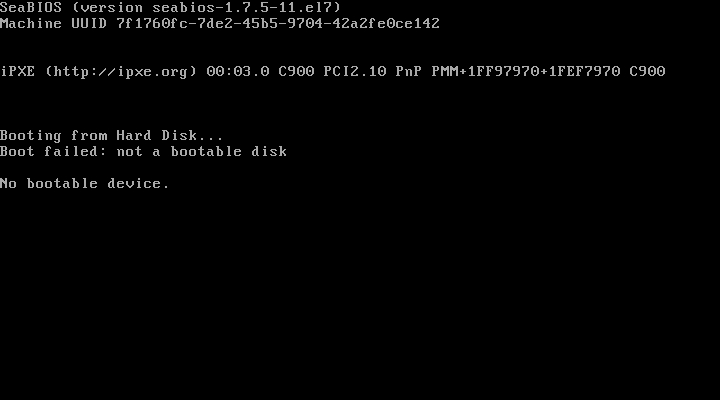 SeaBIOS (version seabios-1.7.5-11.el7)
Machine UUID 7f1760fc-7de2-45b5-9704-42a2fe0ce142
iPXE (http://ipxe.org) 00:03.0 C900 PCI2.10 PnP PMM+1FF97970+1FEF7970 C900
Booting from Hard Disk...
Boot failed: not a bootable disk
No bootable device.